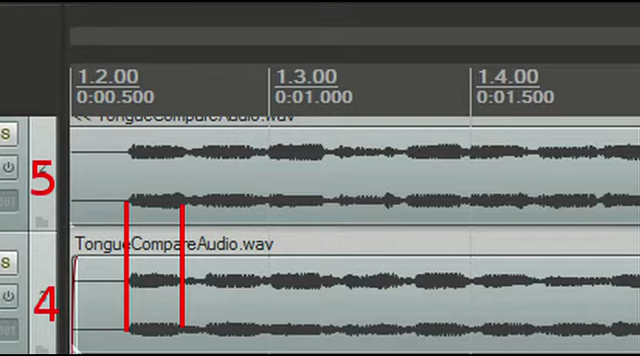 1.2.00 1.3.00 1.4.00
0:00.500 0:01.000 0:01.500
<< TongueCompareAudio.wav
S
5
TongueCompareAudio.wav
S
4